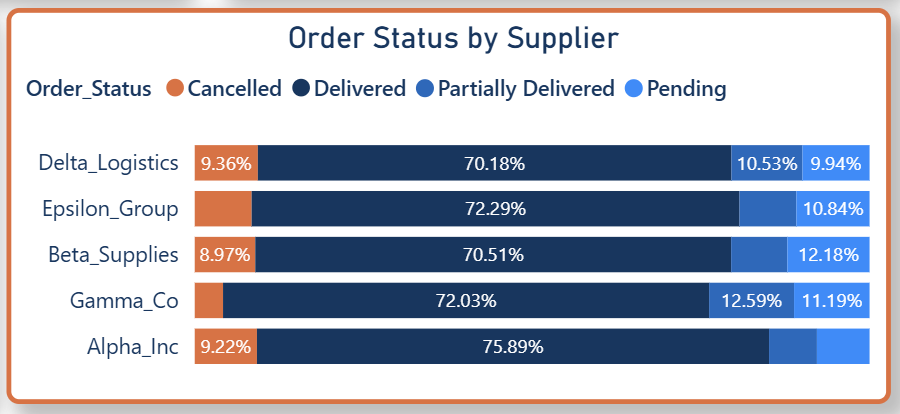 Order Status by Supplier
Order_Status Cancelled Delivered Partially Delivered Pending
Delta_Logistics 9.36% 70.18% 10.53% 9.94%
Epsilon_Group 72.29% 10.84%
Beta_Supplies 8.97% 70.51% 12.18%
Gamma_Co 72.03% 12.59% 11.19%
Alpha_Inc 9.22% 75.89%